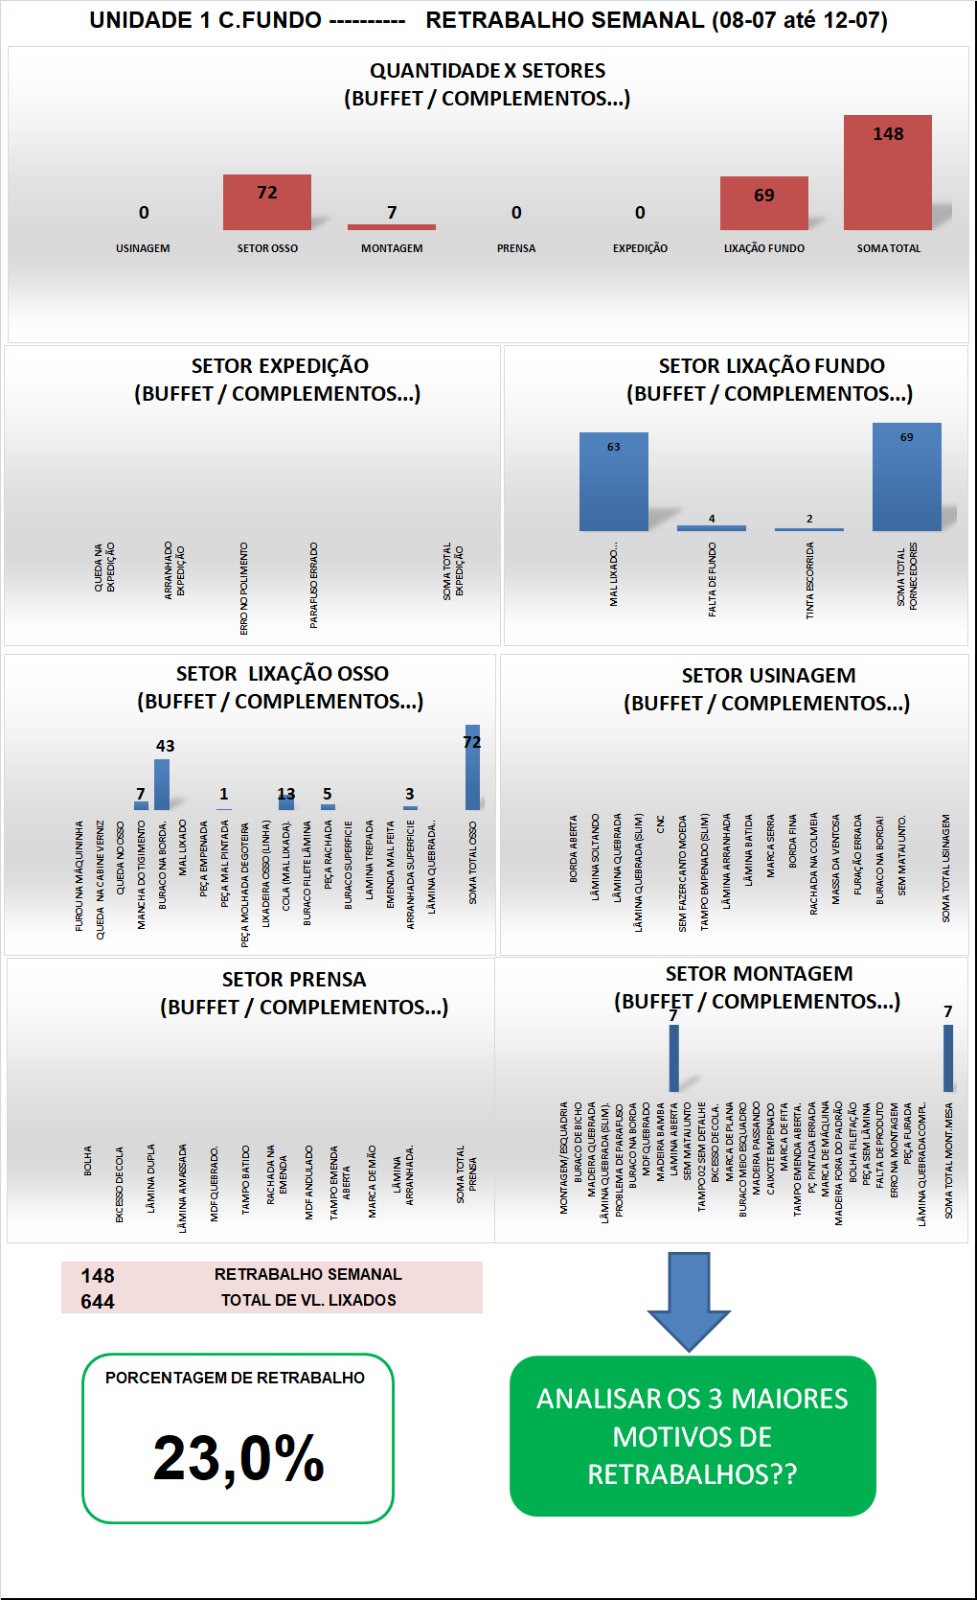 UNIDADE 1 C.FUNDO ---------- RETRABALHO SEMANAL (08-07 até 12-07)
QUANTIDADE X SETORES
(BUFFET / COMPLEMENTOS...)
0
72
7
0
0
69
148
USINAGEM
SETOR OSSO
MONTAGEM
PRENSA
EXPEDIÇÃO
LIXAÇÃO FUNDO
SOMA TOTAL
SETOR EXPEDIÇÃO
(BUFFET / COMPLEMENTOS...)
QUEDA NA
EXPEDIÇÃO
ARRANHADO
EXPEDIÇÃO
ERRO NO POLIMENTO
PARAFUSO ERRADO
SOMA TOTAL
EXPEDIÇÃO
SETOR LIXAÇÃO FUNDO
(BUFFET / COMPLEMENTOS...)
63
4
2
69
MAL LIXADO...
FALTA DE FUNDO
TINTA ESCORRIDA
SOMA TOTAL
FORNECEDORES
SETOR LIXAÇÃO OSSO
(BUFFET / COMPLEMENTOS...)
7
43
1
13
5
3
72
FUROU NA MÁQUININHA
QUEDA NA CABINE VERNIZ
QUEDA NO OSSO
MANCHA DO TIGIMENTO
BURACO NA BORDA.
MAL LIXADO
PEÇA EMPENADA
PEÇA MAL PINTADA
PEÇA MOLHADA DE GOTEIRA
LIXADEIRA OSSO (LINHA)
COLA (MAL LIXADA).
BURACO FILETE LÂMINA
PEÇA RACHADA
BURACO SUPERFICIE
LAMINA TREPADA
EMENDA MAL FEITA
ARRANHA SUPERFICIE
LÂMINA QUEBRADA..
SOMA TOTAL OSSO
SETOR USINAGEM
(BUFFET / COMPLEMENTOS...)
BORDA ABERTA
LÂMINA SOLTANDO
LÂMINA QUEBRADA
LÂMINA QUEBRADA (SLIM)
CNC
SEM FAZER CANTO MOEDA
TAMPO EMPENADO (SLIM)
LÂMINA ARRANHADA
LÂMINA BATIDA
MARCA SERRA
BORDA FINA
RACHADA NA COLMEIA
MASSA DA VENTOSA
FURAÇÃO ERRADA
BURACO NA BORDA!
SEM MATAJUNTO.
SOMA TOTAL USINAGEM
SETOR PRENSA
(BUFFET / COMPLEMENTOS...)
BOLHA
EXCESSO DE COLA
LÂMINA DUPLA
LÂMINA AMASSADA
MDF QUEBRADO.
TAMPO BATIDO
RACHADA NA
EMENDA
MDF ANDULADO
TAMPO EMENDA
ABERTA
MARCA DE MÃO
LÂMINA
ARRANHADA.
SOMA TOTAL
PRENSA
SETOR MONTAGEM
(BUFFET / COMPLEMENTOS...)
7
7
MONTAGEM/ ESQUADRIA
BURACO DE BICHO
MADEIRA QUEBRADA
LÂMINA QUEBRADA (SLIM).
PROBLEMA DE PARAFUSO
BURACO NA BORDA
MDF QUEBRADO
MADEIRA BAMBA
LAMINA ABERTA
SEM MATAJUNTO
TAMPO 02 SEM DETALHE
EXCESSO DE COLA.
MARCA DE PLANA
BURACO MEIO ESQUADRO
MADEIRA PASSANDO
CAIXOTE EMPENADO
MARCA DE FITA
TAMPO EMENDA ABERTA.
PÇ PINTADA ERRADA
MARCA DE MÁQUINA
MADEIRA FORA DO PADRÃO
BOLHA FILETAÇÃO
PEÇA SEM LÂMINA
FALTA DE PRODUTO
ERRO NA MONTAGEM
PEÇA FURADA
LÂMINA QUEBRADA COMPL.
SOMA TOTAL MONT.MESA
148 RETRABALHO SEMANAL
644 TOTAL DE VL. LIXADOS
PORCENTAGEM DE RETRABALHO
23,0%
ANALISAR OS 3 MAIORES
MOTIVOS DE
RETRABALHOS??